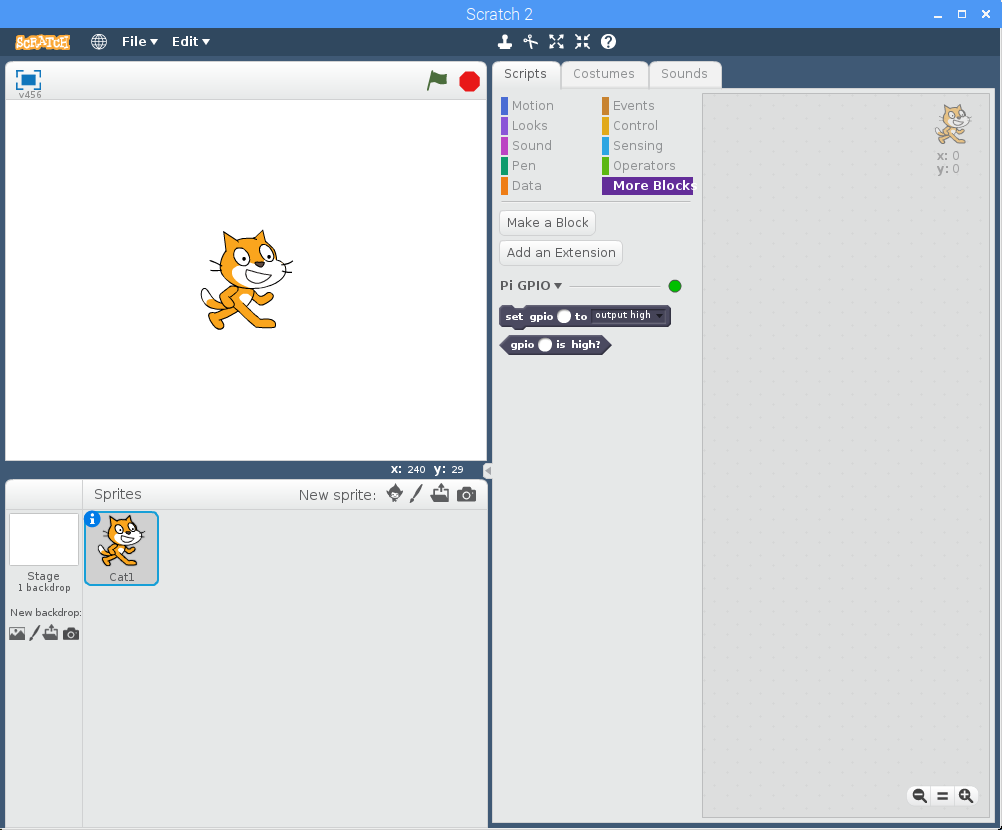 Scratch 2
SCRATCH File Edit
v456
Scripts Costumes Sounds
Motion Events
Looks Control
Sound Sensing
Pen Operators
Data More Blocks
Make a Block
Add an Extension
Pi GPIO
set gpio to output high
gpio is high?
x: 0
y: 0
x: 240 y: 29
Sprites New sprite:
Cat1
Stage
1 backdrop
New backdrop: